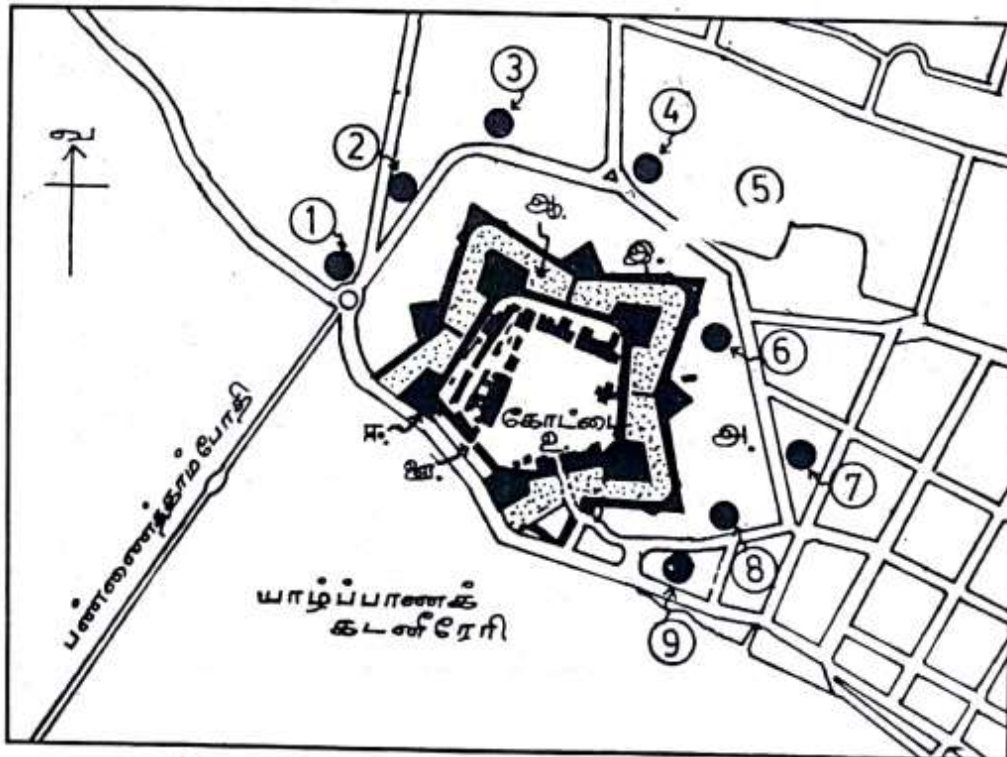 ③
④
②
(5)
①
ஆ.
இ.
⑥
கோட்டை
உ.
அ.
ஈ.
ஊ.
⑦
⑧
⑨
பண்ணைத்தாம்போதி
யாழ்ப்பாணக்
கடனீரேரி